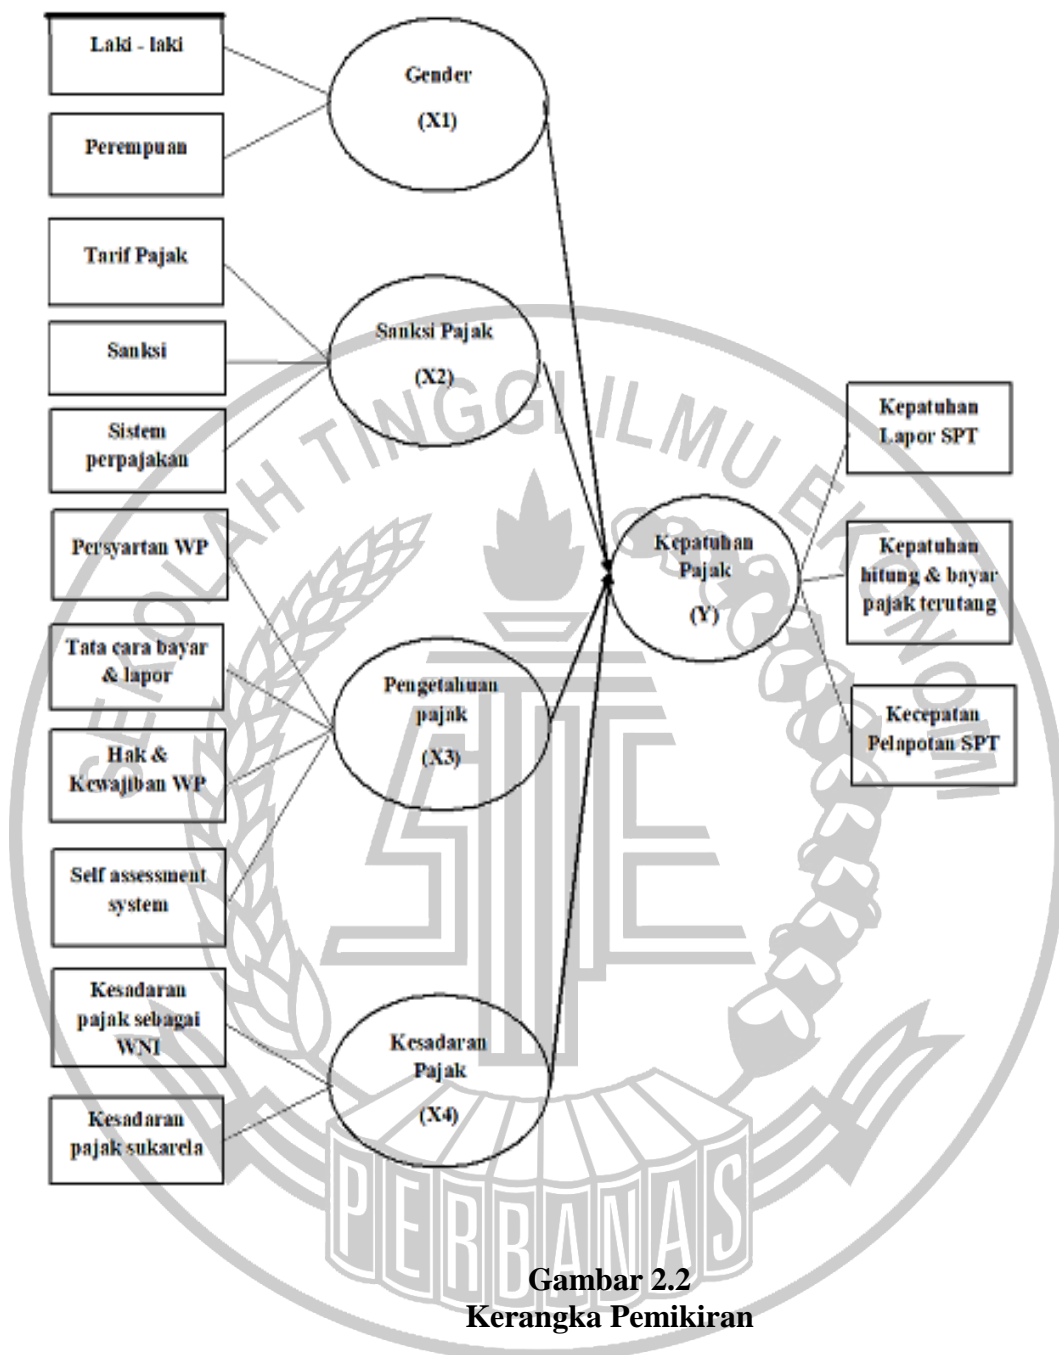 Laki - laki
Perempuan
Gender
(X1)
Tarif Pajak
Sanksi
Sistem
perpajakan
Sanksi Pajak
(X2)
Persyartan WP
Tata cara bayar
& lapor
Hak &
Kewajiban WP
Self assessment
system
Pengetahuan
pajak
(X3)
Kesadaran
pajak sebagai
WNI
Kesadaran
pajak sukarela
Kesadaran
Pajak
(X4)
Kepatuhan
Pajak
(Y)
Kepatuhan
Lapor SPT
Kepatuhan
hitung & bayar
pajak terutang
Kecepatan
Pelapotan SPT
SEKOLAH TINGGI ILMU EKONOMI
STIE
PERBANAS
Gambar 2.2
Kerangka Pemikiran